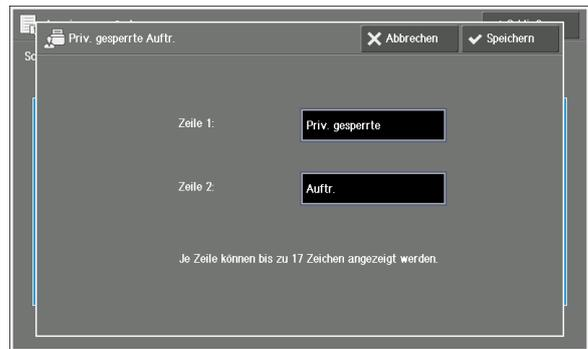 Priv. gesperrte Auftr.
Abbrechen
Speichern
Zeile 1:
Priv. gesperrte
Zeile 2:
Auftr.
Je Zeile können bis zu 17 Zeichen angezeigt werden.